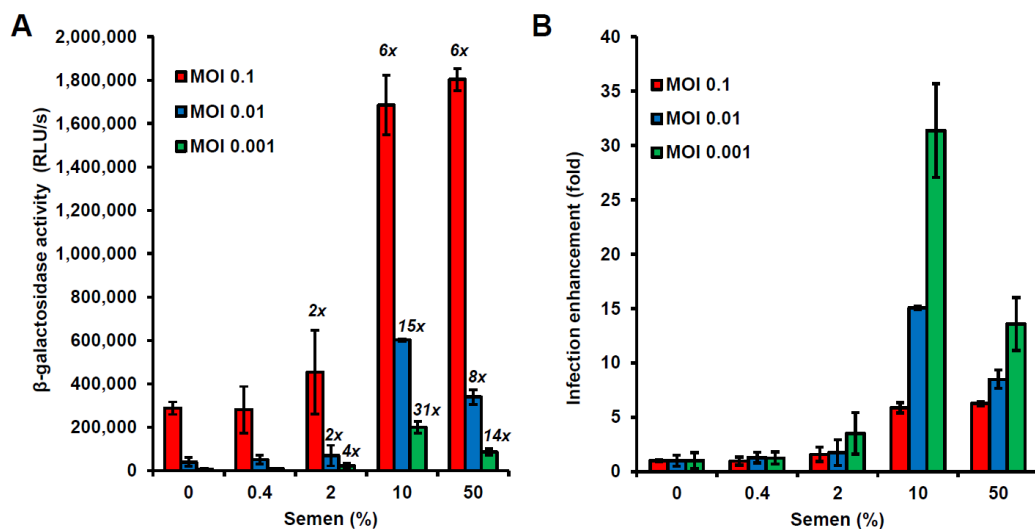 A
β-galactosidase activity (RLU/s)
2,000,000
1,800,000
1,600,000
1,400,000
1,200,000
1,000,000
800,000
600,000
400,000
200,000
0
MOI 0.1
MOI 0.01
MOI 0.001
2x
2x
4x
6x
15x
31x
6x
8x
14x
0 0.4 2 10 50
Semen (%)
B
Infection enhancement (fold)
40
35
30
25
20
15
10
5
0
MOI 0.1
MOI 0.01
MOI 0.001
0 0.4 2 10 50
Semen (%)